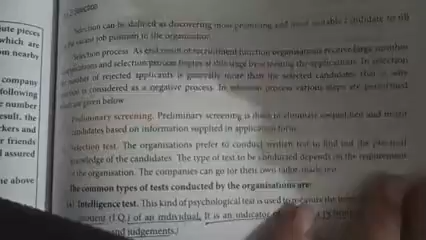 ute pieces
which are
om nearby
company
following
e number
result, the
kers and
r friends
l assured
ne above
Selection can be defined as discovering most promising and most suitable candidate to fill
the vacant job position in the organisation.
Selection process. As end result of recruitment function organisations receive large number
applications and selection process begins at this stage by screening the applications. In selection
number of rejected applicants is generally more than the selected candidates that is why
selection is considered as a negative process. In selection process various steps are performed
which are given below
Preliminary screening. Preliminary screening is done to eliminate unqualified and unfit
candidates based on information supplied in application form.
Selection test. The organisations prefer to conduct written test to find out the practical
knowledge of the candidates. The type of test to be conducted depends on the requirement
of the organisation. The companies can go for their own tailor made test.
The common types of tests conducted by the organisations are:
(a) Intelligence test. This kind of psychological test is used to measure the
quotient (I.Q.) of an individual. It is an indicator of
and judgements.